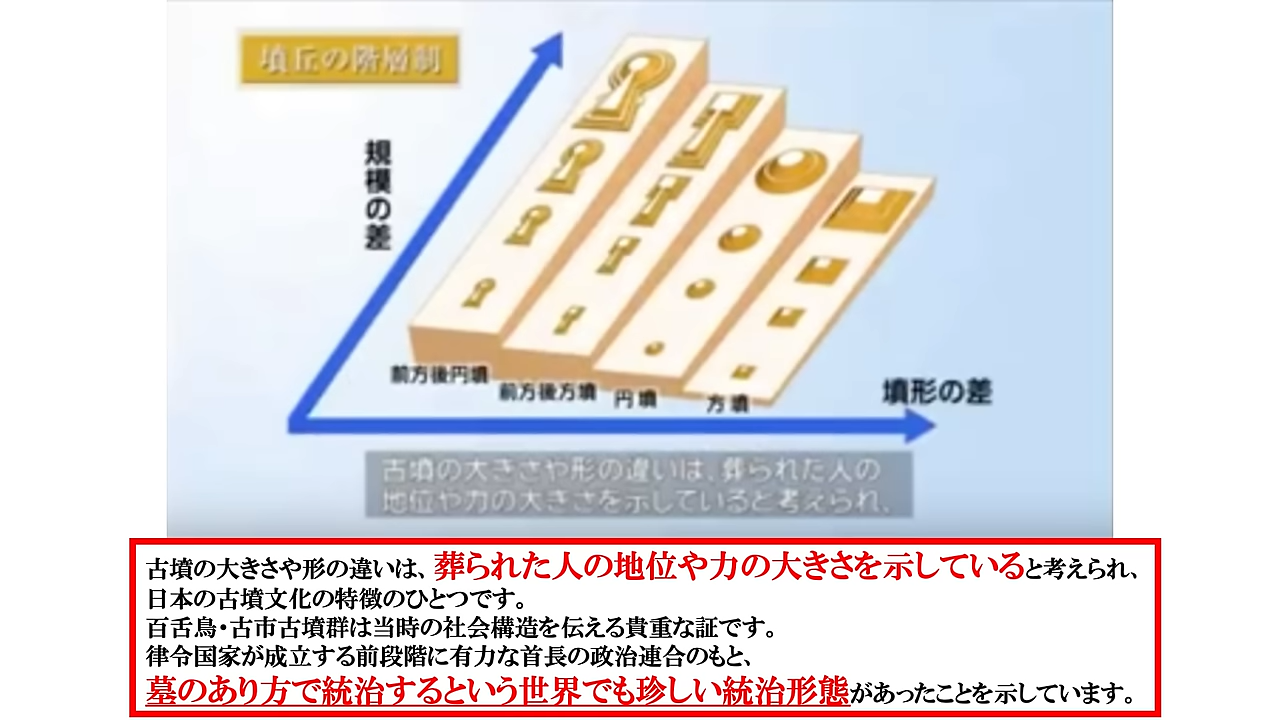 墳丘の階層制
規模の差
前方後円墳
前方後方墳
円墳
方墳
墳形の差
古墳の大きさや形の違いは、葬られた人の
地位や力の大きさを示していると考えられ、
古墳の大きさや形の違いは、葬られた人の地位や力の大きさを示していると考えられ、
日本の古墳文化の特徴のひとつです。
百舌鳥・古市古墳群は当時の社会構造を伝える貴重な証です。
律令国家が成立する前段階に有力な首長の政治連合のもと、
墓のあり方で統治するという世界でも珍しい統治形態があったことを示しています。